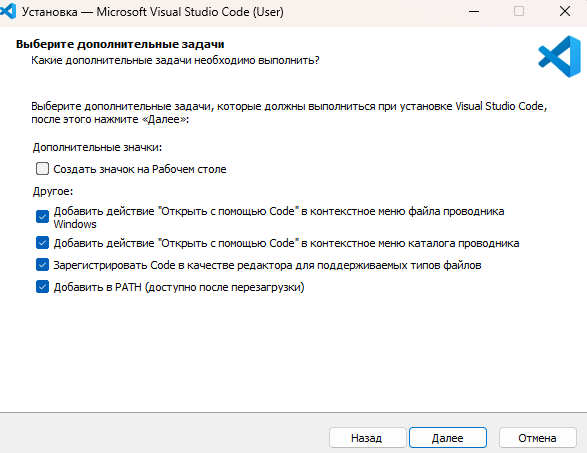 Установка — Microsoft Visual Studio Code (User)
Выберите дополнительные задачи
Какие дополнительные задачи необходимо выполнить?
Выберите дополнительные задачи, которые должны выполниться при установке Visual Studio Code,
после этого нажмите «Далее»:
Дополнительные значки:
Создать значок на Рабочем столе
Другое:
Добавить действие "Открыть с помощью Code" в контекстное меню файла проводника
Windows
Добавить действие "Открыть с помощью Code" в контекстное меню каталога проводника
Зарегистрировать Code в качестве редактора для поддерживаемых типов файлов
Добавить в PATH (доступно после перезагрузки)
Назад
Далее
Отмена